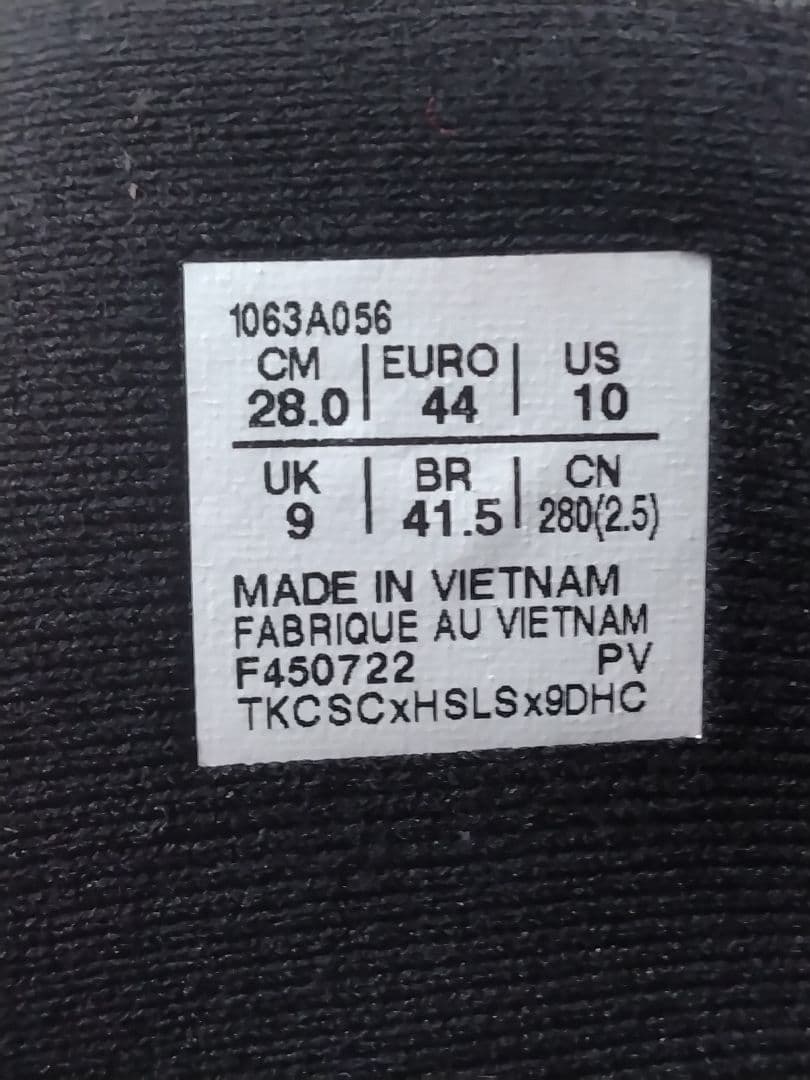 1063A056
CM | EURO | US
28.0 | 44 | 10
UK | BR | CN
9 | 41.5 | 280(2.5)
MADE IN VIETNAM
FABRIQUE AU VIETNAM
F450722 PV
TKCSCxHSLSx9DHC